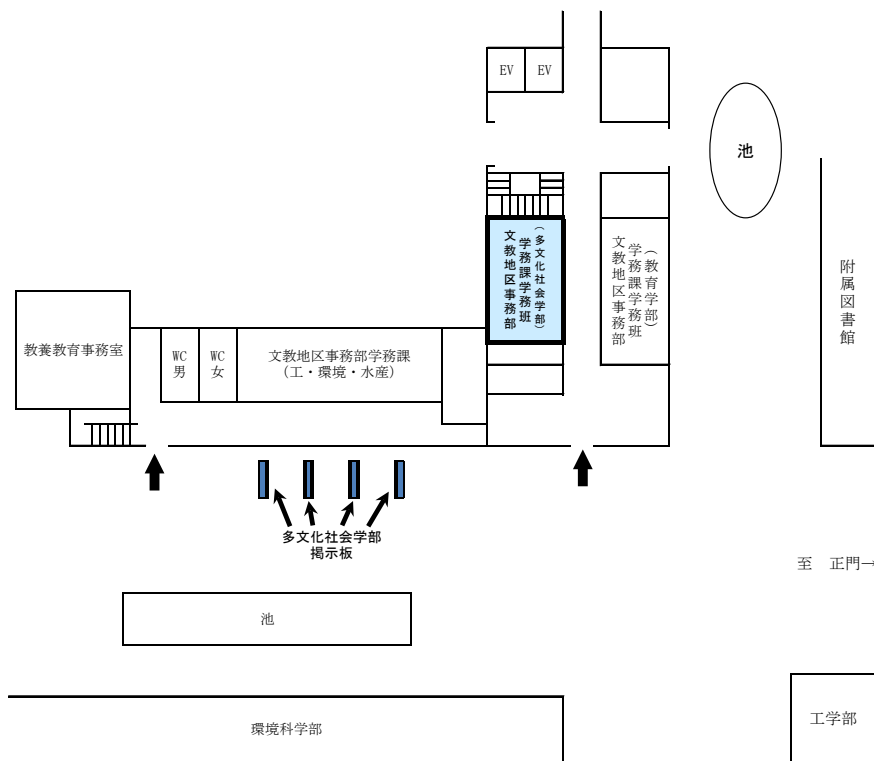 EV
EV
池
（多文化社会学部）
学務課学務班
文教地区事務部
（教育学部）
学務課学務班
文教地区事務部
附属図書館
教養教育事務室
WC
男
WC
女
文教地区事務部学務課
（工・環境・水産）
多文化社会学部
掲示板
至　正門→
池
環境科学部
工学部